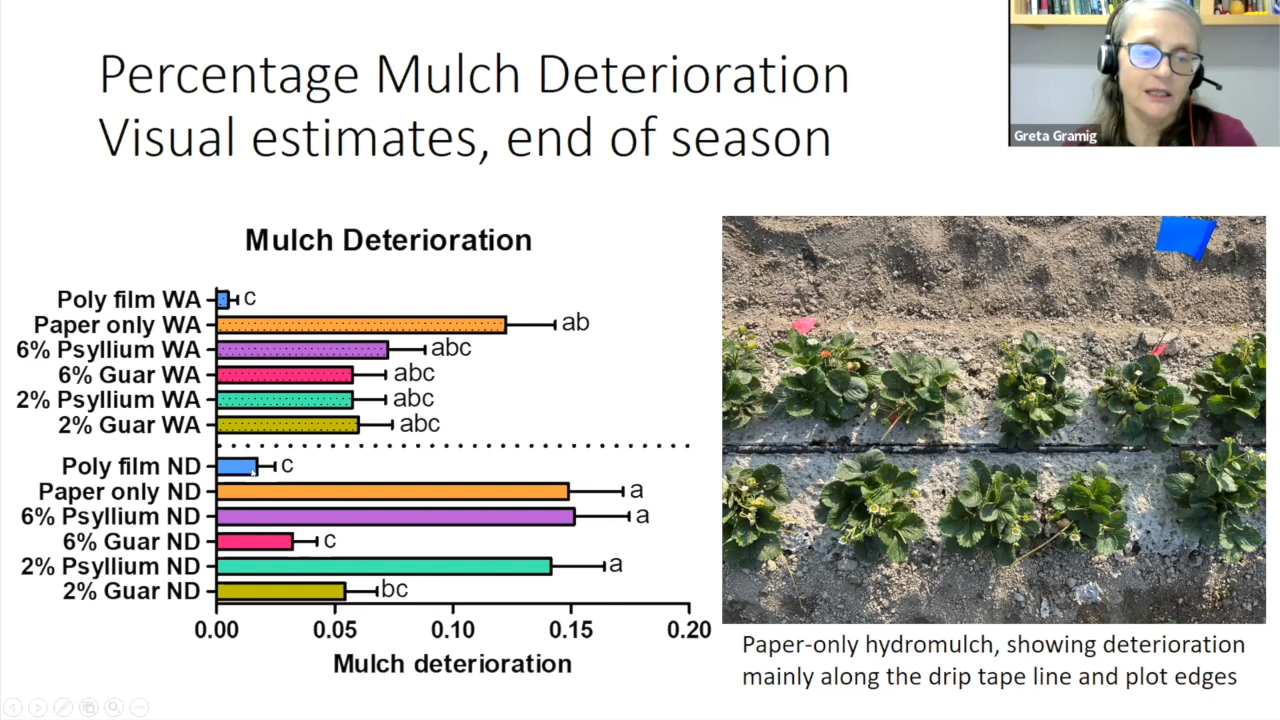 Percentage Mulch Deterioration
Visual estimates, end of season
Greta Gramig
Mulch Deterioration
Poly film WA c
Paper only WA ab
6% Psyllium WA abc
6% Guar WA abc
2% Psyllium WA abc
2% Guar WA abc
Poly film ND c
Paper only ND a
6% Psyllium ND a
6% Guar ND c
2% Psyllium ND a
2% Guar ND bc
0.00 0.05 0.10 0.15 0.20
Mulch deterioration
Paper-only hydromulch, showing deterioration
mainly along the drip tape line and plot edges